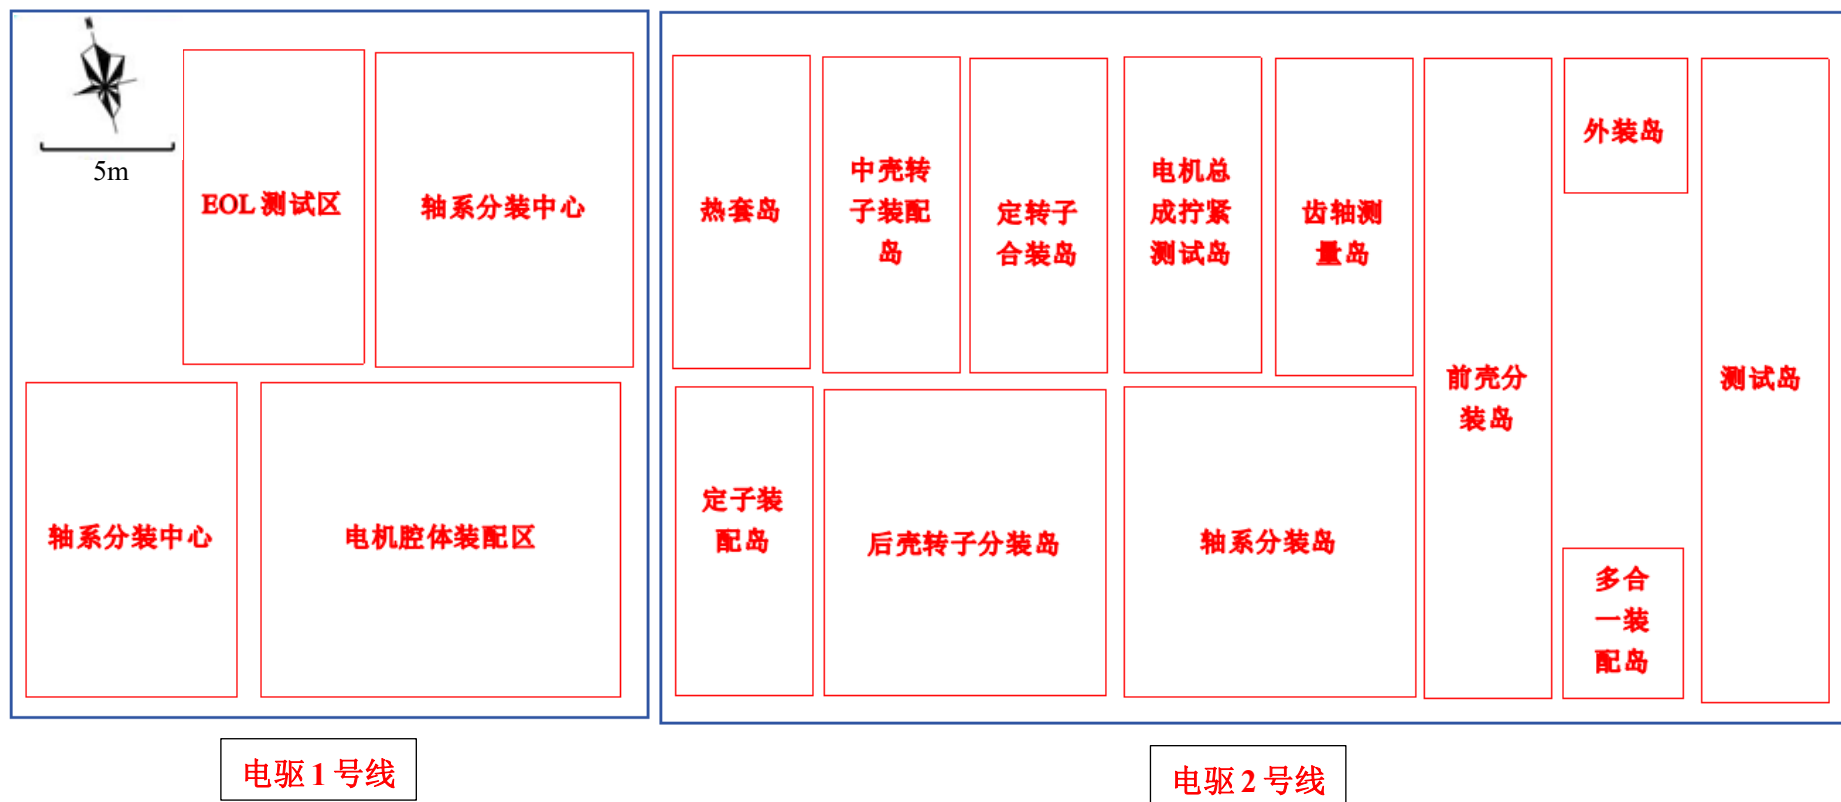 N
5m
EOL 测试区
轴系分装中心
轴系分装中心
电机腔体装配区
电驱 1 号线
热套岛
中壳转
子装配
岛
定转子
合装岛
电机总
成拧紧
测试岛
齿轴测
量岛
前壳分
装岛
外装岛
测试岛
定子装
配岛
后壳转子分装岛
轴系分装岛
多合
一装
配岛
电驱 2 号线